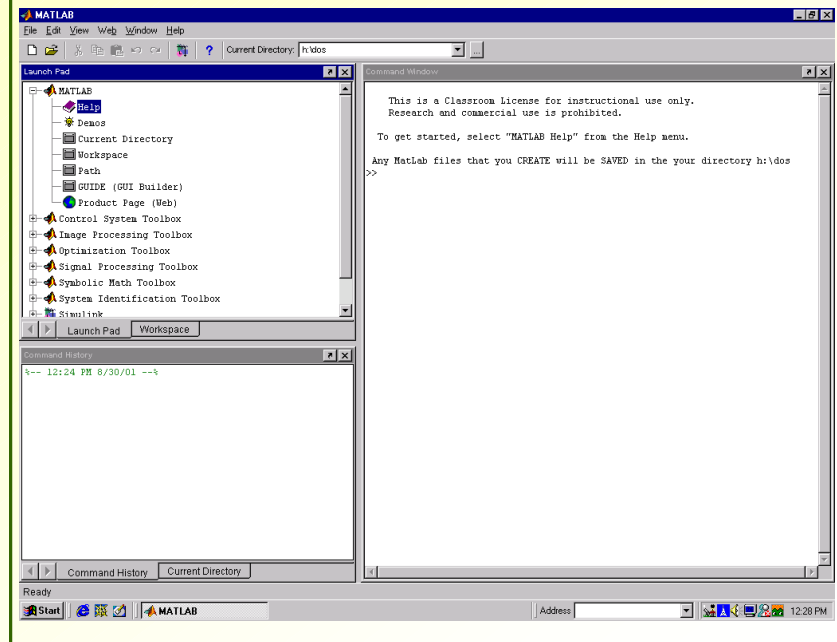 MATLAB
File Edit View Web Window Help
Current Directory: h:\dos
...
Launch Pad
MATLAB
Help
Demos
Current Directory
Workspace
Path
GUIDE (GUI Builder)
Product Page (Web)
Control System Toolbox
Image Processing Toolbox
Optimization Toolbox
Signal Processing Toolbox
Symbolic Math Toolbox
System Identification Toolbox
Simulink
Launch Pad Workspace
Command History
%-- 12:24 PM 8/30/01 --%
Command History Current Directory
Command Window
This is a Classroom License for instructional use only.
Research and commercial use is prohibited.
To get started, select "MATLAB Help" from the Help menu.
Any MatLab files that you CREATE will be SAVED in the your directory h:\dos
>>
Ready
Start MATLAB Address 12:28 PM